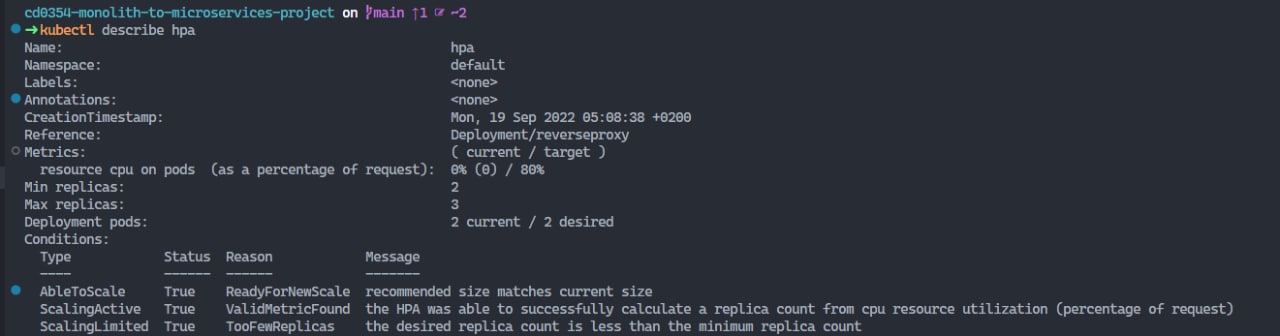 cd0354-monolith-to-microservices-project on main ↑1 ~2
→kubectl describe hpa
Name: hpa
Namespace: default
Labels: <none>
Annotations: <none>
CreationTimestamp: Mon, 19 Sep 2022 05:08:38 +0200
Reference: Deployment/reverseproxy
Metrics: ( current / target )
resource cpu on pods (as a percentage of request): 0% (0) / 80%
Min replicas: 2
Max replicas: 3
Deployment pods: 2 current / 2 desired
Conditions:
Type Status Reason Message
---- ------ ------ -------
AbleToScale True ReadyForNewScale recommended size matches current size
ScalingActive True ValidMetricFound the HPA was able to successfully calculate a replica count from cpu resource utilization (percentage of request)
ScalingLimited True TooFewReplicas the desired replica count is less than the minimum replica count